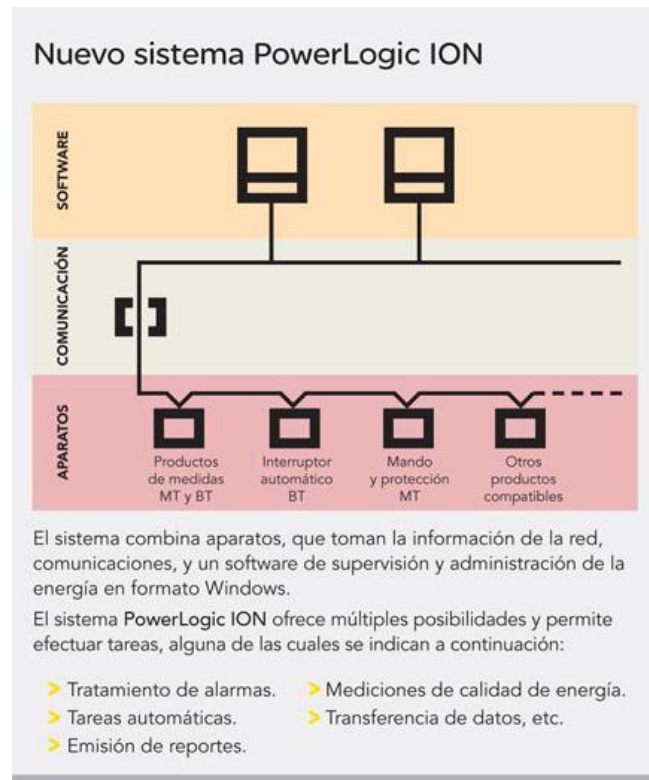 Nuevo sistema PowerLogic ION
SOFTWARE
COMUNICACIÓN
APARATOS
Productos
de medidas
MT y BT
Interruptor
automático
BT
Mando
y protección
MT
Otros
productos
compatibles
El sistema combina aparatos, que toman la información de la red,
comunicaciones, y un software de supervisión y administración de la
energía en formato Windows.
El sistema PowerLogic ION ofrece múltiples posibilidades y permite
efectuar tareas, alguna de las cuales se indican a continuación:
> Tratamiento de alarmas.
> Tareas automáticas.
> Emisión de reportes.
> Mediciones de calidad de energía.
> Transferencia de datos, etc.